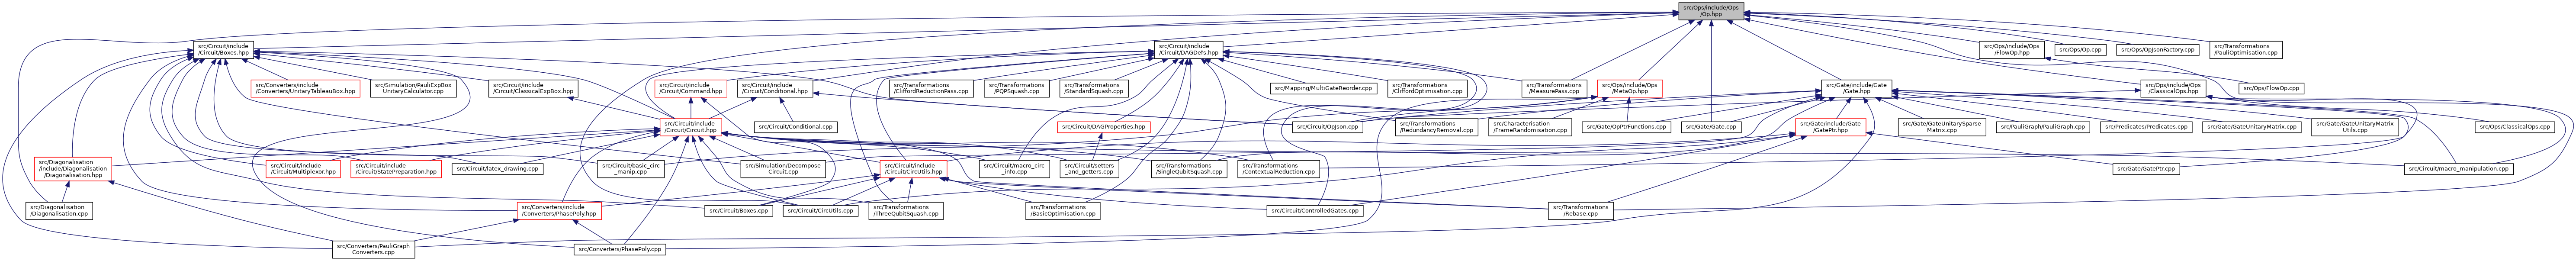 src/Ops/include/Ops
/Op.hpp
src/Circuit/include
/Circuit/Boxes.hpp
src/Circuit/include
/Circuit/DAGDefs.hpp
src/Ops/include/Ops
/FlowOp.hpp
src/Ops/Op.cpp
src/Ops/OpJsonFactory.cpp
src/Transformations
/PauliOptimisation.cpp
src/Converters/include
/Converters/UnitaryTableauBox.hpp
src/Simulation/PauliExpBox
UnitaryCalculator.cpp
src/Circuit/include
/Circuit/ClassicalExpBox.hpp
src/Circuit/include
/Circuit/Command.hpp
src/Circuit/include
/Circuit/Conditional.hpp
src/Transformations
/CliffordReductionPass.cpp
src/Transformations
/PQPSquash.cpp
src/Transformations
/StandardSquash.cpp
src/Mapping/MultiGateReorder.cpp
src/Transformations
/CliffordOptimisation.cpp
src/Transformations
/MeasurePass.cpp
src/Ops/include/Ops
/MetaOp.hpp
src/Gate/include/Gate
/Gate.hpp
src/Ops/include/Ops
/ClassicalOps.hpp
src/Ops/FlowOp.cpp
src/Circuit/include
/Circuit/Circuit.hpp
src/Circuit/Conditional.cpp
src/Circuit/DAGProperties.hpp
src/Circuit/OpJson.cpp
src/Transformations
/RedundancyRemoval.cpp
src/Characterisation
/FrameRandomisation.cpp
src/Gate/OpPtrFunctions.cpp
src/Gate/Gate.cpp
src/Gate/include/Gate
/GatePtr.hpp
src/Gate/GateUnitarySparse
Matrix.cpp
src/PauliGraph/PauliGraph.cpp
src/Predicates/Predicates.cpp
src/Gate/GateUnitaryMatrix.cpp
src/Gate/GateUnitaryMatrix
Utils.cpp
src/Ops/ClassicalOps.cpp
src/Diagonalisation
/include/Diagonalisation
/Diagonalisation.hpp
src/Circuit/include
/Circuit/Multiplexor.hpp
src/Circuit/include
/Circuit/StatePreparation.hpp
src/Circuit/latex_drawing.cpp
src/Circuit/basic_circ
_manip.cpp
src/Simulation/Decompose
Circuit.cpp
src/Circuit/include
/Circuit/CircUtils.hpp
src/Circuit/macro_circ
_info.cpp
src/Circuit/setters
_and_getters.cpp
src/Transformations
/SingleQubitSquash.cpp
src/Transformations
/ContextualReduction.cpp
src/Gate/GatePtr.cpp
src/Circuit/macro_manipulation.cpp
src/Diagonalisation
/Diagonalisation.cpp
src/Converters/include
/Converters/PhasePoly.hpp
src/Circuit/Boxes.cpp
src/Circuit/CircUtils.cpp
src/Transformations
/ThreeQubitSquash.cpp
src/Transformations
/BasicOptimisation.cpp
src/Circuit/ControlledGates.cpp
src/Transformations
/Rebase.cpp
src/Converters/PauliGraph
Converters.cpp
src/Converters/PhasePoly.cpp